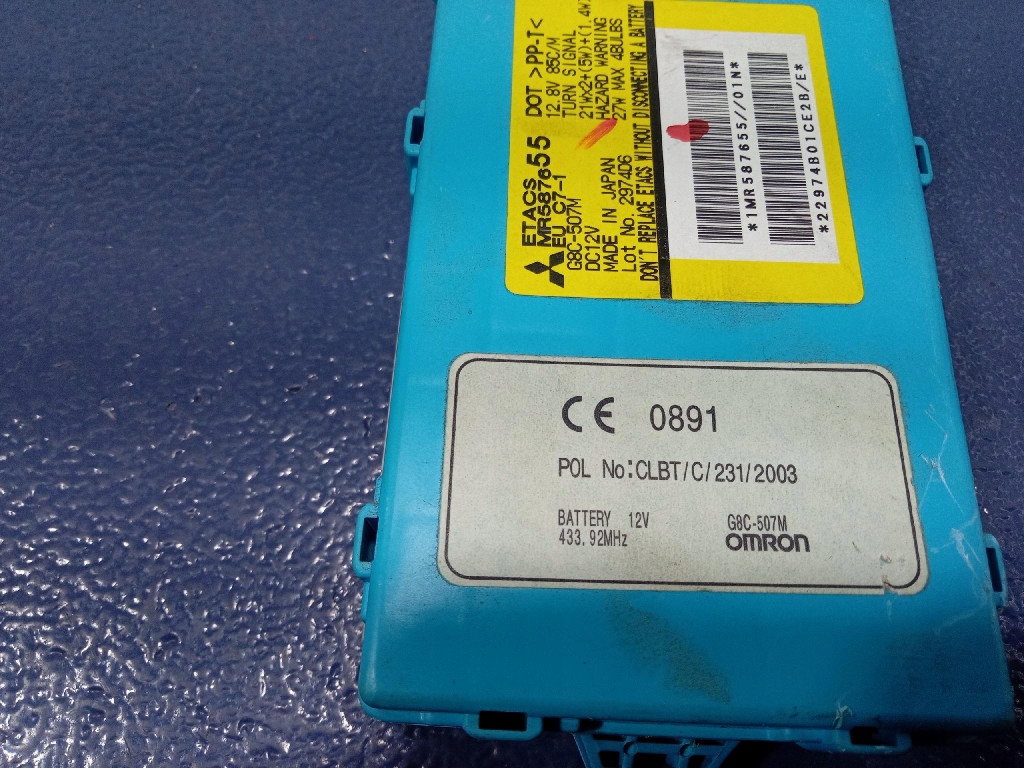 ETACS
MR587655
EU C7-1
G8C-507M
DC12V
MADE IN JAPAN
Lot No. 2974D6
DOT >PP-T<
12.8V 85C/M
TURN SIGNAL
21Wx2+(5W)+(1.4W
HAZARD WARNING
27W MAX 4BULBS
DON'T REPLACE ETACS WITHOUT DISCONNECTING A BATTERY
*1MR587655//01N*
*22974B01CE2B/E*
CE 0891
POL No:CLBT/C/231/2003
BATTERY 12V
433.92MHz
G8C-507M
OMRON